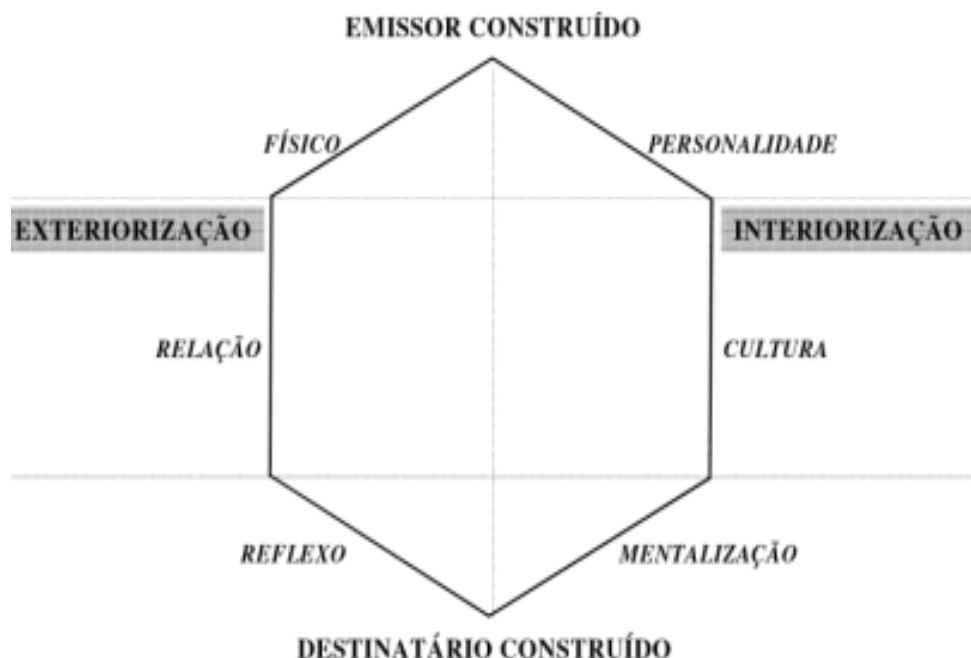 EMISSOR CONSTRUÍDO
FÍSICO
PERSONALIDADE
EXTERIORIZAÇÃO
INTERIORIZAÇÃO
RELAÇÃO
CULTURA
REFLEXO
MENTALIZAÇÃO
DESTINATÁRIO CONSTRUÍDO